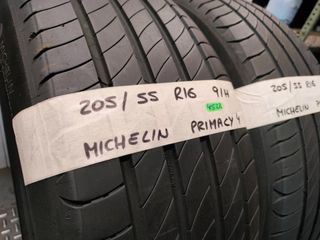 205/55 R16 91H
MICHELIN PRIMACY 4
205/55 R16
MICHELIN